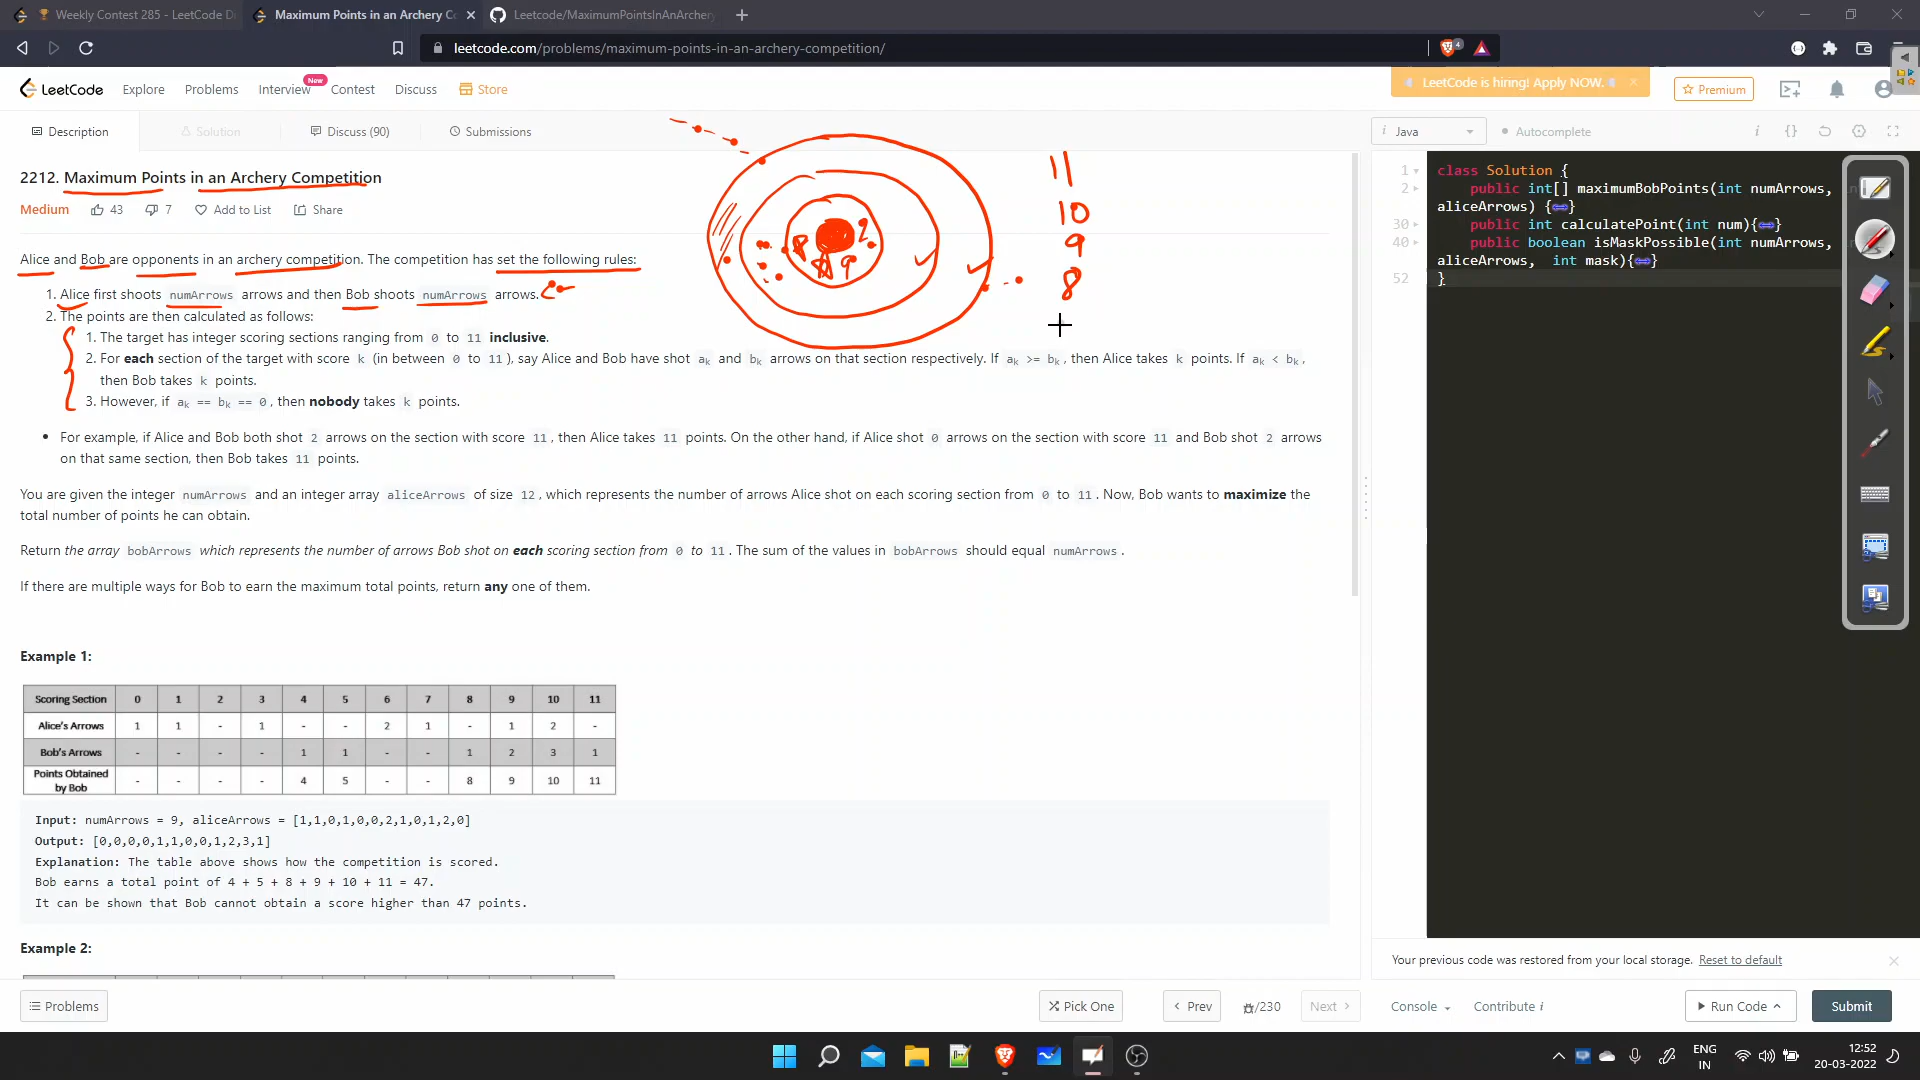 Weekly Contest 285 - LeetCode D
Maximum Points in an Archery Co
Leetcode/MaximumPointsInAnArchery
leetcode.com/problems/maximum-points-in-an-archery-competition/
4
LeetCode
Explore
Problems
Interview
New
Contest
Discuss
Store
LeetCode is hiring! Apply NOW.
Premium
Description
Solution
Discuss (90)
Submissions
i Java
Autocomplete
2212. Maximum Points in an Archery Competition
Medium
43
7
Add to List
Share
Alice and Bob are opponents in an archery competition. The competition has set the following rules:
1. Alice first shoots numArrows arrows and then Bob shoots numArrows arrows.
2. The points are then calculated as follows:
1. The target has integer scoring sections ranging from 0 to 11 inclusive.
2. For each section of the target with score k (in between 0 to 11), say Alice and Bob have shot ak and bk arrows on that section respectively. If ak >= bk, then Alice takes k points. If ak < bk,
then Bob takes k points.
3. However, if ak == bk == 0, then nobody takes k points.
• For example, if Alice and Bob both shot 2 arrows on the section with score 11, then Alice takes 11 points. On the other hand, if Alice shot 0 arrows on the section with score 11 and Bob shot 2 arrows
on that same section, then Bob takes 11 points.
You are given the integer numArrows and an integer array aliceArrows of size 12, which represents the number of arrows Alice shot on each scoring section from 0 to 11. Now, Bob wants to maximize the
total number of points he can obtain.
Return the array bobArrows which represents the number of arrows Bob shot on each scoring section from 0 to 11. The sum of the values in bobArrows should equal numArrows.
If there are multiple ways for Bob to earn the maximum total points, return any one of them.
11
10
9
8
Example 1:
Scoring Section 0 1 2 3 4 5 6 7 8 9 10 11
Alice's Arrows 1 1 - 1 - - 2 1 - 1 2 -
Bob's Arrows - - - - 1 1 - - 1 2 3 1
Points Obtained by Bob - - - - 4 5 - - 8 9 10 11
Input: numArrows = 9, aliceArrows = [1,1,0,1,0,0,2,1,0,1,2,0]
Output: [0,0,0,0,1,1,0,0,1,2,3,1]
Explanation: The table above shows how the competition is scored.
Bob earns a total point of 4 + 5 + 8 + 9 + 10 + 11 = 47.
It can be shown that Bob cannot obtain a score higher than 47 points.
Example 2:
1 class Solution {
2 public int[] maximumBobPoints(int numArrows, in
aliceArrows) {
30 public int calculatePoint(int num){
40 public boolean isMaskPossible(int numArrows,
aliceArrows, int mask){
52 }
Your previous code was restored from your local storage. Reset to default
Problems
Pick One
Prev
/230
Next
Console
Contribute i
Run Code
Submit
ENG
IN
12:52
20-03-2022